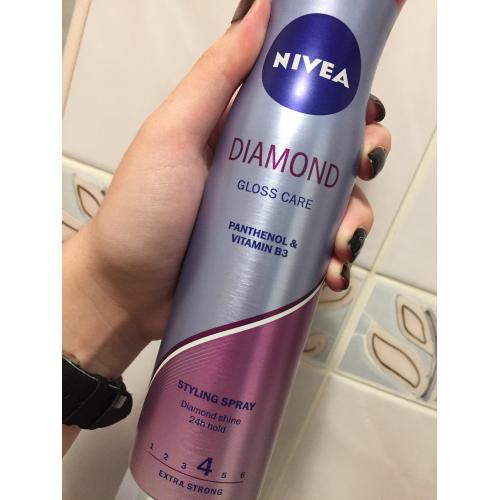 NIVEA
DIAMOND
GLOSS CARE
PANTHENOL &
VITAMIN B3
STYLING SPRAY
Diamond shine
24h hold
1 2 3 4 5 6
EXTRA STRONG